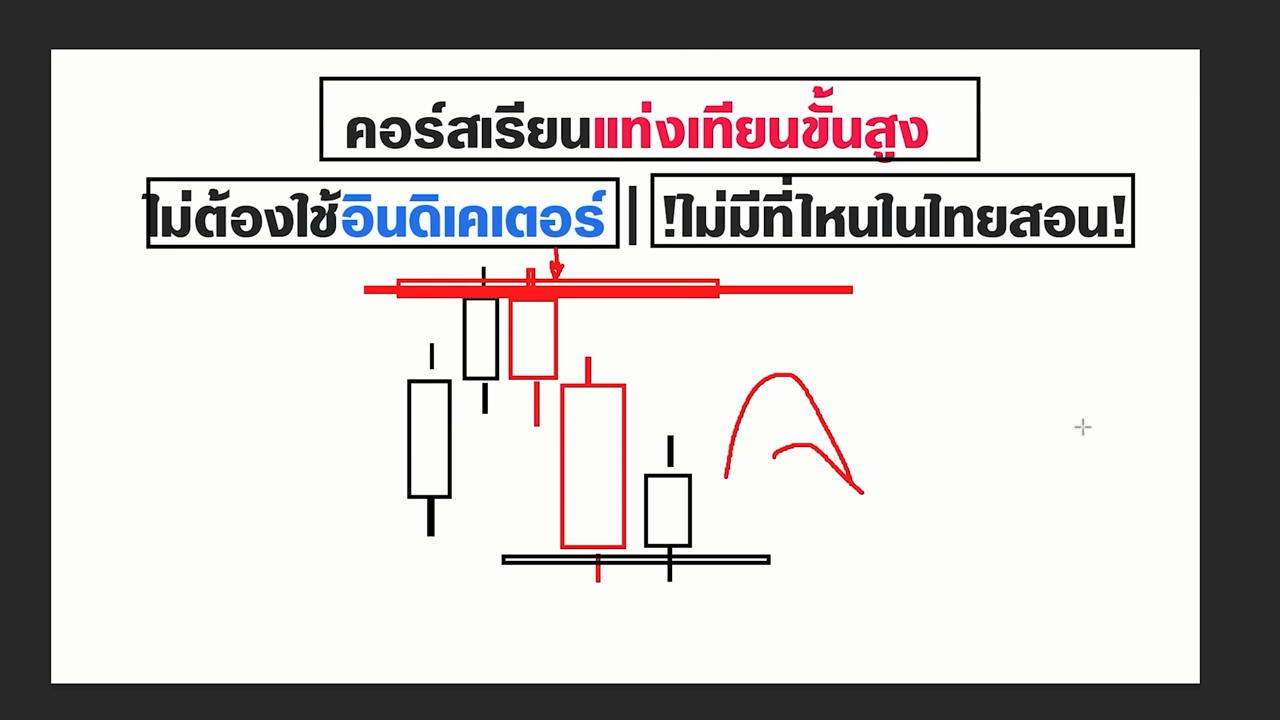 คอร์สเรียนแท่งเทียนขั้นสูง
ไม่ต้องใช้อินดิเคเตอร์ | !ไม่มีที่ไหนในไทยสอน!